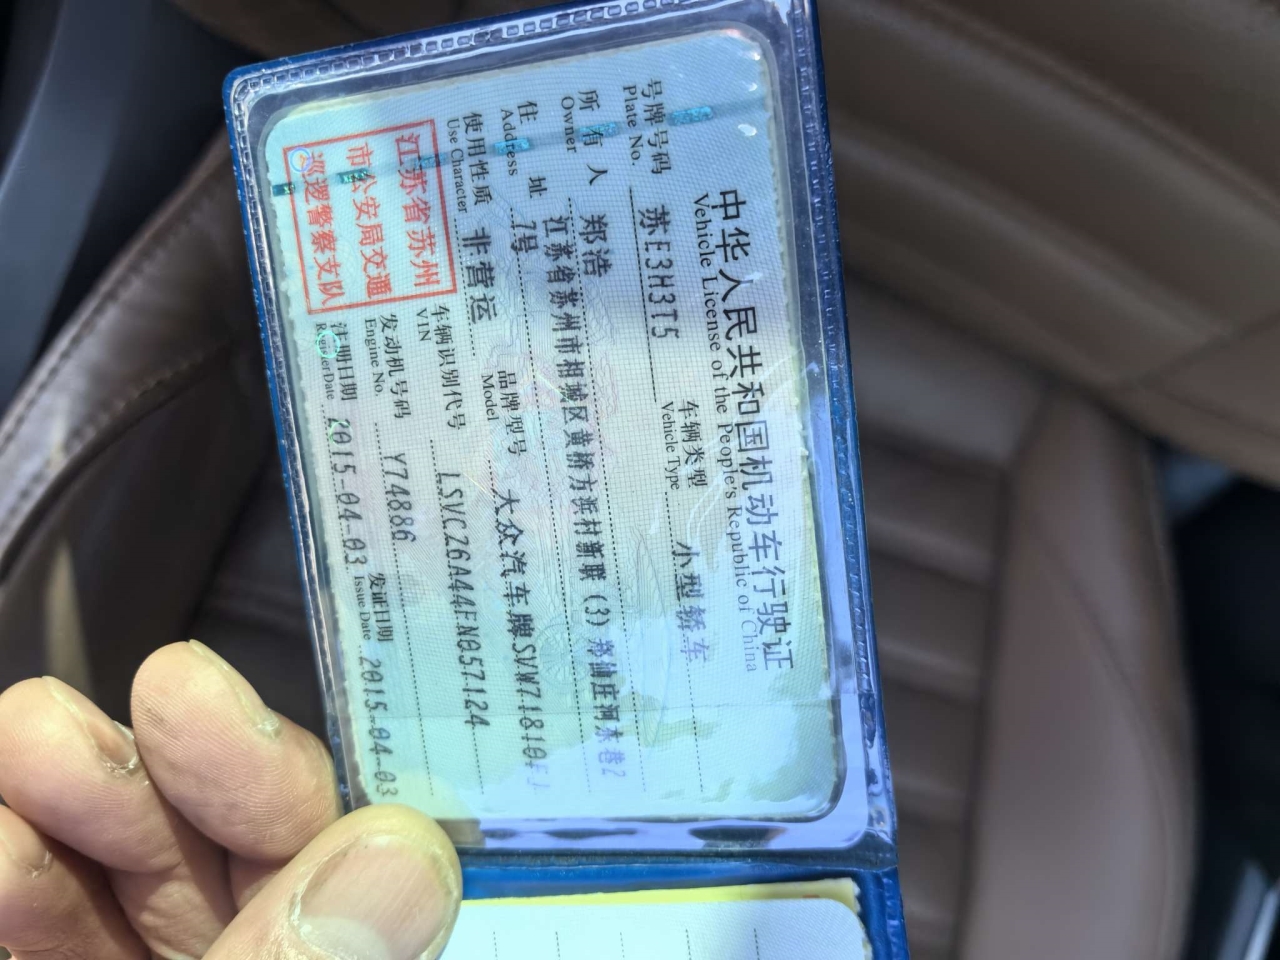 中华人民共和国机动车行驶证
Vehicle License of the People's Republic of China
号牌号码 苏E3H3T5 车辆类型 小型轿车
Plate No. Vehicle Type
所有人 郑浩
Owner
住址 江苏省苏州市相城区黄桥方浜村新联(3)郑仙庄河东巷2
Address 7号
使用性质 非营运 品牌型号 大众汽车牌SVW71810
Use Character Model
江苏省苏州
市公安局交通
巡逻警察支队
车辆识别代号 LSVCZ6A44FN057124
VIN
发动机号码 Y74886
Engine No.
注册日期 2015-04-03 发证日期 2015-04-03
Register Date Issue Date